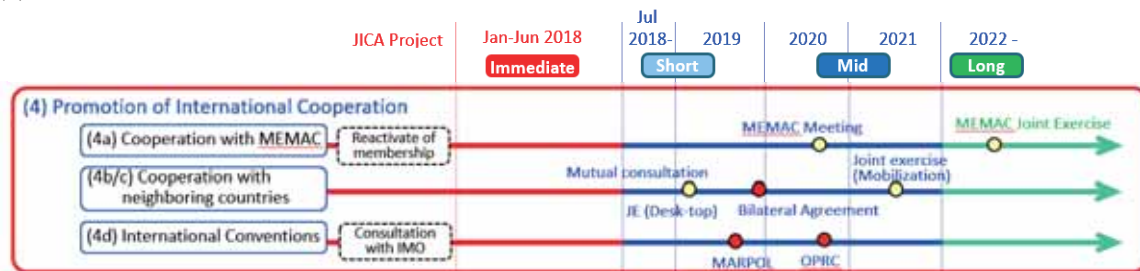 Jul
JICA Project Jan-Jun 2018 2018- 2019 2020 2021 2022 -
Immediate Short Mid Long
(4) Promotion of International Cooperation
(4a) Cooperation with MEMAC
Reactivate of
membership
MEMAC Meeting
MEMAC Joint Exercise
(4b/c) Cooperation with
neighboring countries
Mutual consultation
JE (Desk-top)
Bilateral Agreement
Joint exercise
(Mobilization)
(4d) International Conventions
Consultation
with IMO
MARPOL
OPRC